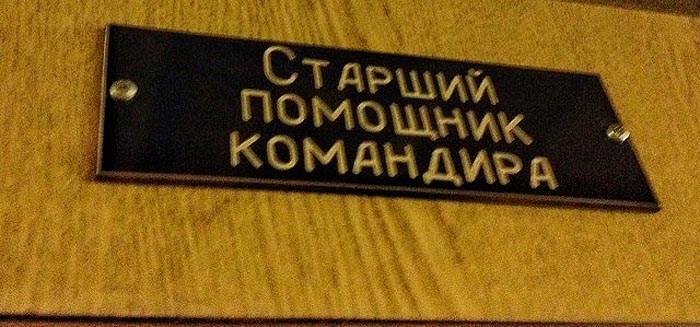 Старший
помощник
командира